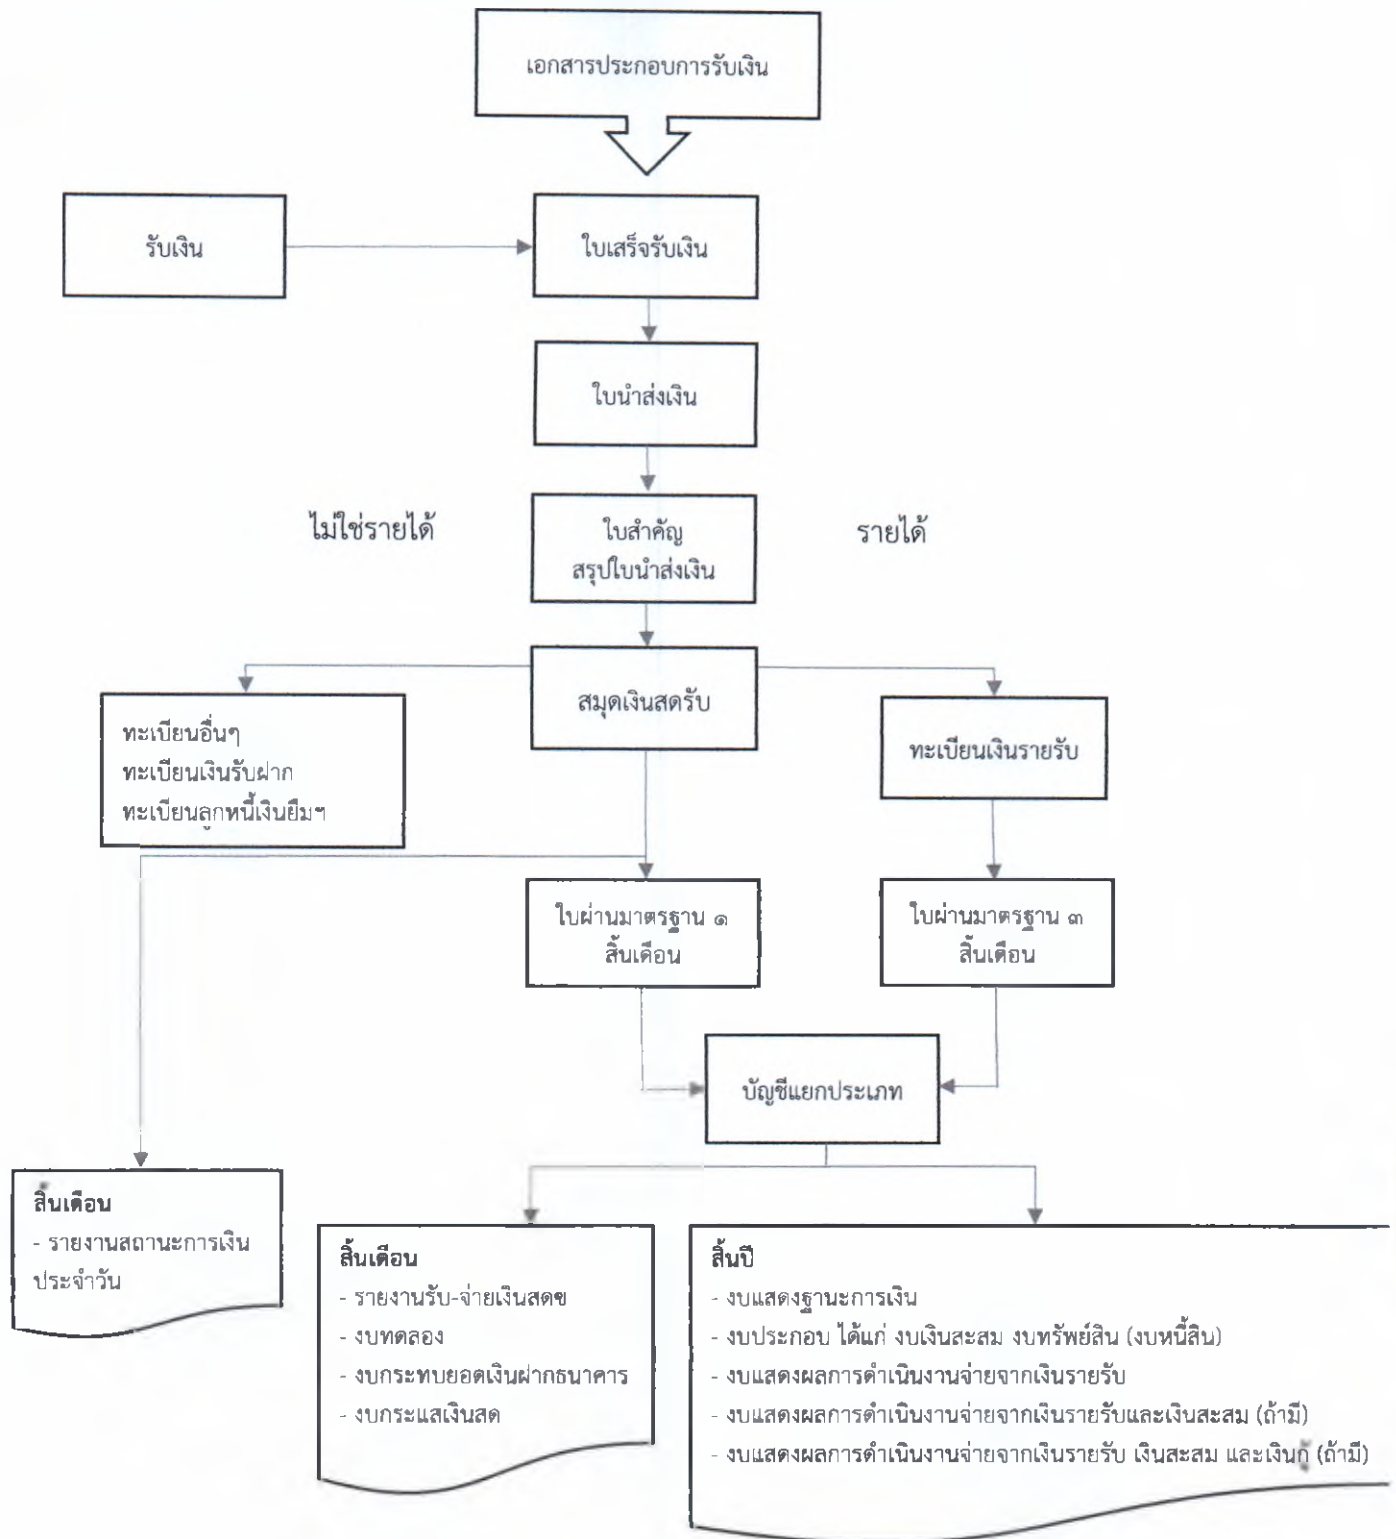 เอกสารประกอบการรับเงิน
รับเงิน
ใบเสร็จรับเงิน
ใบนำส่งเงิน
ไม่ใช่รายได้
ใบสำคัญ
สรุปใบนำส่งเงิน
รายได้
สมุดเงินสดรับ
ทะเบียนอื่นๆ
ทะเบียนเงินรับฝาก
ทะเบียนลูกหนี้เงินยืมฯ
ทะเบียนเงินรายรับ
ใบผ่านมาตรฐาน ๑
สิ้นเดือน
ใบผ่านมาตรฐาน ๓
สิ้นเดือน
บัญชีแยกประเภท
สิ้นเดือน
- รายงานสถานะการเงิน
ประจำวัน
สิ้นเดือน
- รายงานรับ-จ่ายเงินสดข
- งบทดลอง
- งบกระทบยอดเงินฝากธนาคาร
- งบกระแสเงินสด
สิ้นปี
- งบแสดงฐานะการเงิน
- งบประกอบ ได้แก่ งบเงินสะสม งบทรัพย์สิน (งบหนี้สิน)
- งบแสดงผลการดำเนินงานจ่ายจากเงินรายรับ
- งบแสดงผลการดำเนินงานจ่ายจากเงินรายรับและเงินสะสม (ถ้ามี)
- งบแสดงผลการดำเนินงานจ่ายจากเงินรายรับ เงินสะสม และเงินกู้ (ถ้ามี)